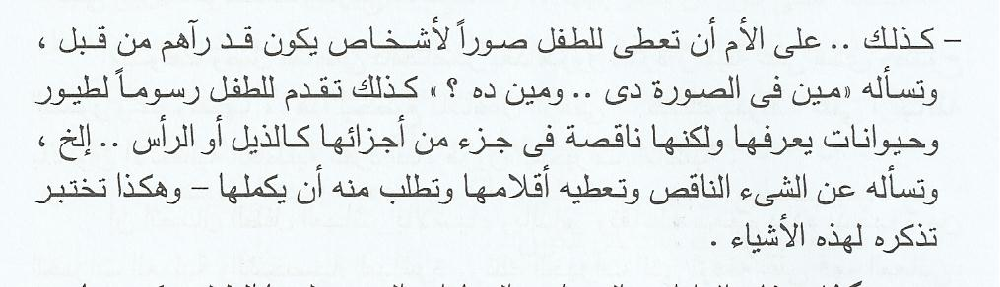 – كذلك .. على الأم أن تعطى للطفل صوراً لأشخاص يكون قد رآهم من قبل ،
وتسأله «مين فى الصورة دى .. ومين ده ؟ » كذلك تقدم للطفل رسوماً لطيور
وحيوانات يعرفها ولكنها ناقصة فى جزء من أجزائها كالذيل أو الرأس .. إلخ ،
وتسأله عن الشىء الناقص وتعطيه أقلامها وتطلب منه أن يكملها – وهكذا تختبر
تذكره لهذه الأشياء .